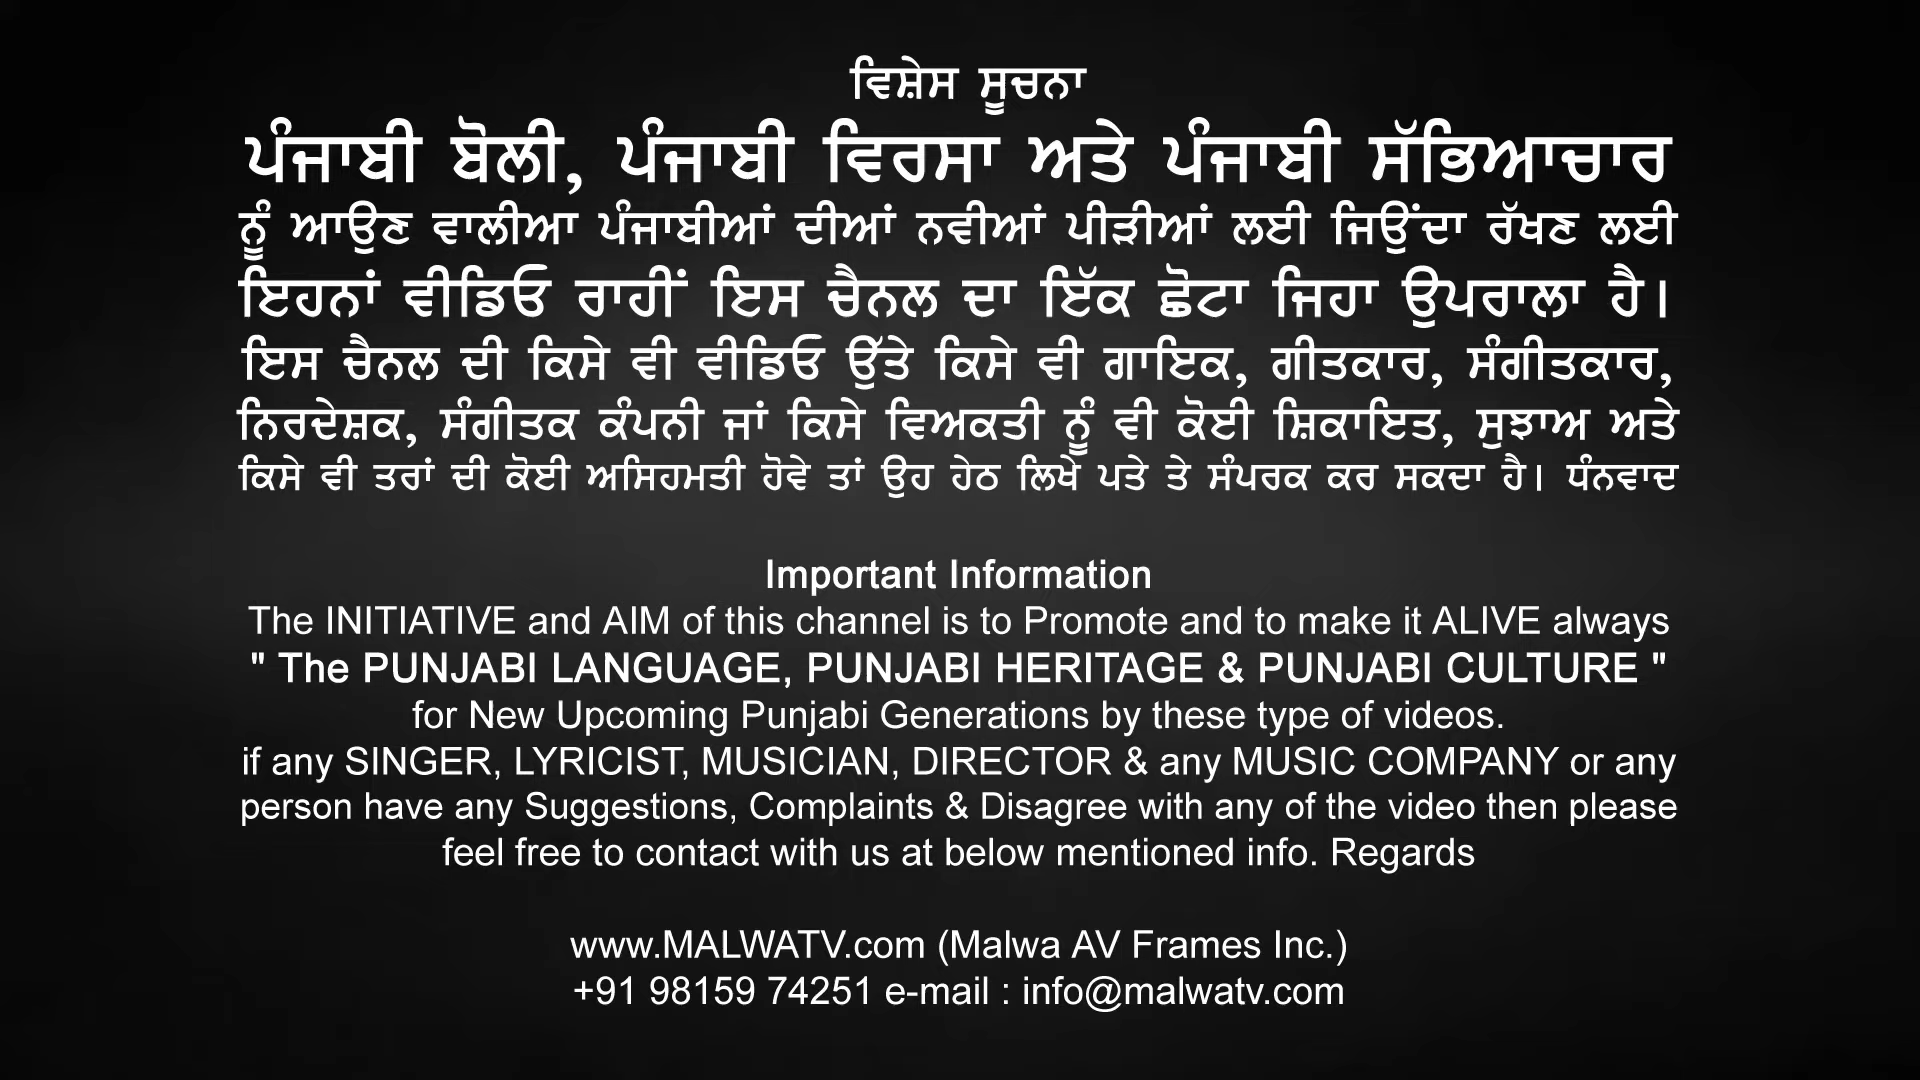 ਵਿਸ਼ੇਸ ਸੂਚਨਾ
ਪੰਜਾਬੀ ਬੋਲੀ, ਪੰਜਾਬੀ ਵਿਰਸਾ ਅਤੇ ਪੰਜਾਬੀ ਸੱਭਿਆਚਾਰ
ਨੂੰ ਆਉਣ ਵਾਲੀਆ ਪੰਜਾਬੀਆਂ ਦੀਆਂ ਨਵੀਆਂ ਪੀੜੀਆਂ ਲਈ ਜਿਉਂਦਾ ਰੱਖਣ ਲਈ
ਇਹਨਾਂ ਵੀਡਿਓ ਰਾਹੀਂ ਇਸ ਚੈਨਲ ਦਾ ਇੱਕ ਛੋਟਾ ਜਿਹਾ ਉਪਰਾਲਾ ਹੈ।
ਇਸ ਚੈਨਲ ਦੀ ਕਿਸੇ ਵੀ ਵੀਡਿਓ ਉੱਤੇ ਕਿਸੇ ਵੀ ਗਾਇਕ, ਗੀਤਕਾਰ, ਸੰਗੀਤਕਾਰ,
ਨਿਰਦੇਸ਼ਕ, ਸੰਗੀਤਕ ਕੰਪਨੀ ਜਾਂ ਕਿਸੇ ਵਿਅਕਤੀ ਨੂੰ ਵੀ ਕੋਈ ਸ਼ਿਕਾਇਤ, ਸੁਝਾਅ ਅਤੇ
ਕਿਸੇ ਵੀ ਤਰਾਂ ਦੀ ਕੋਈ ਅਸਿਹਮਤੀ ਹੋਵੇ ਤਾਂ ਉਹ ਹੇਠ ਲਿਖੇ ਪਤੇ ਤੇ ਸੰਪਰਕ ਕਰ ਸਕਦਾ ਹੈ। ਧੰਨਵਾਦ
Important Information
The INITIATIVE and AIM of this channel is to Promote and to make it ALIVE always
" The PUNJABI LANGUAGE, PUNJABI HERITAGE & PUNJABI CULTURE "
for New Upcoming Punjabi Generations by these type of videos.
if any SINGER, LYRICIST, MUSICIAN, DIRECTOR & any MUSIC COMPANY or any
person have any Suggestions, Complaints & Disagree with any of the video then please
feel free to contact with us at below mentioned info. Regards
www.MALWATV.com (Malwa AV Frames Inc.)
+91 98159 74251 e-mail : info@malwatv.com